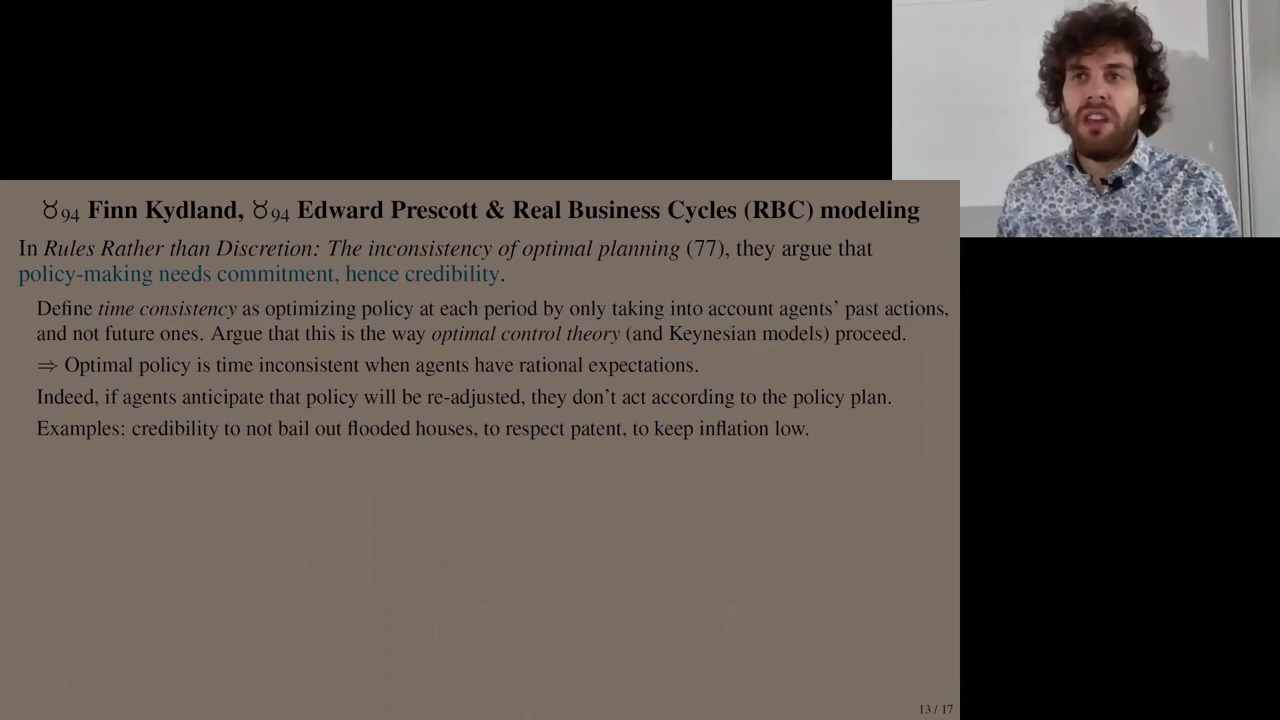 ♉94 Finn Kydland, ♉94 Edward Prescott & Real Business Cycles (RBC) modeling
In Rules Rather than Discretion: The inconsistency of optimal planning (77), they argue that
policy-making needs commitment, hence credibility.
Define time consistency as optimizing policy at each period by only taking into account agents' past actions,
and not future ones. Argue that this is the way optimal control theory (and Keynesian models) proceed.
⇒ Optimal policy is time inconsistent when agents have rational expectations.
Indeed, if agents anticipate that policy will be re-adjusted, they don't act according to the policy plan.
Examples: credibility to not bail out flooded houses, to respect patent, to keep inflation low.
13 / 17